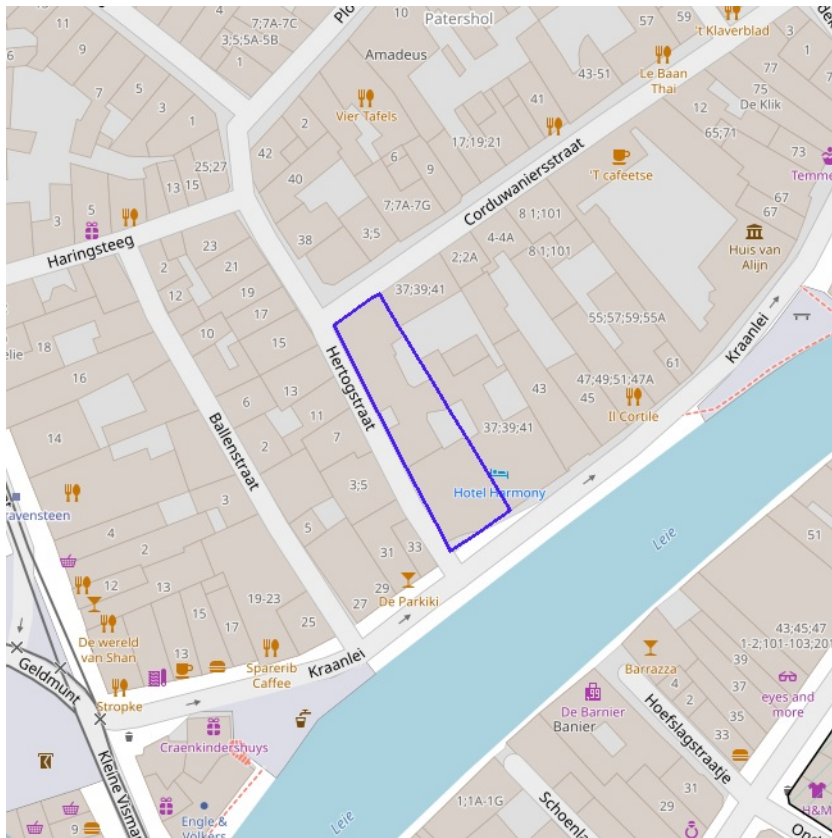 7;7A-7C
3;5;5A-5B
1
Plo
10
Patershol
Amadeus
57
59
't Klaverblad
3
1
11
9
4
6
7
5
3
1
Vier Tafels
2
43-51
Le Baan
Thai
77
75
De Klik
12
41
17;19;21
65;71
73
Temme
'T cafeetse
42
6
9
25;27
13
15
40
5
3
Haringsteeg
7;7A-7G
Corduwaniersstraat
8 1;101
67
67
Huis van
Alijn
3;5
38
4-4A
8 1;101
2;2A
23
21
2
12
19
17
37;39;41
55;57;59;55A
Kraanlei
10
15
18
elie
16
Hertogstraat
61
47;49;51;47A
45
43
Il Cortile
6
13
11
14
Ballenstraat
2
7
37;39;41
3;5
Hotel Harmony
avensteen
3
4
5
2
Leie
51
31
33
12
13
29
27
De Parkiki
19-23
15
17
25
De wereld
van Shan
13
Sparerib
Caffee
Kraanlei
Geldmunt
Stropke
43;45;47
1-2;101-103;201
39
Barrazza
4
2
37
eyes and
more
De Barnier
Banier
35
33
Hoefslagstraatje
Craenkindershuys
Kleine Visma
31
29
H&M
1;1A-1G
Schoenla
9
Engle &
Völkers
Leie
On